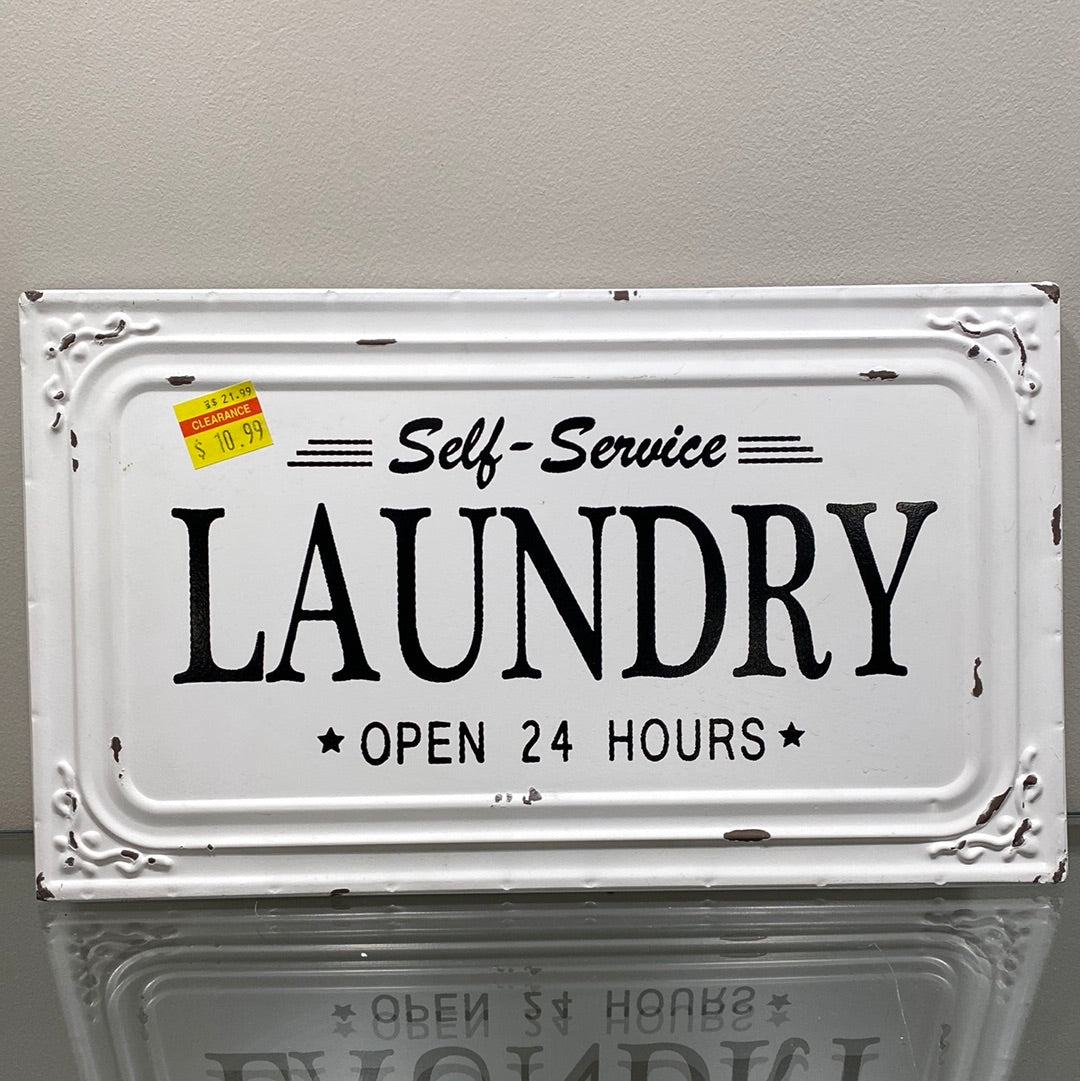 $ 21.99
CLEARANCE
$ 10.99
Self-Service
LAUNDRY
★ OPEN 24 HOURS ★